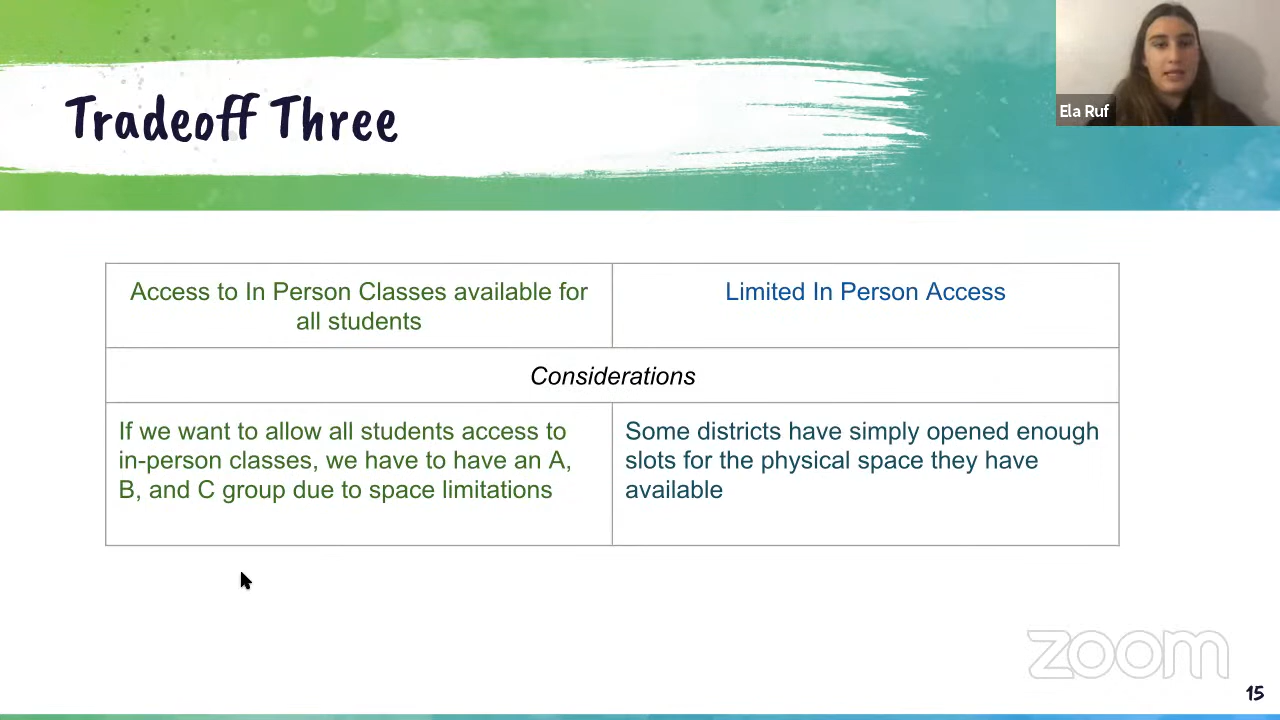 Tradeoff Three
Ela Ruf
Access to In Person Classes available for
all students
Limited In Person Access
Considerations
If we want to allow all students access to
in-person classes, we have to have an A,
B, and C group due to space limitations
Some districts have simply opened enough
slots for the physical space they have
available
zoom
15